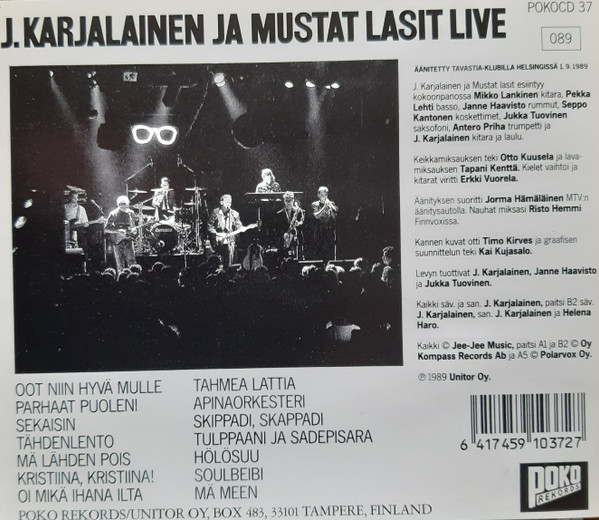 J. KARJALAINEN JA MUSTAT LASIT LIVE
POKOCD 37
089
ÄÄNITETTY TAVASTIA-KLUBILLA HELSINGISSÄ 1.9.1989
J. Karjalainen ja Mustat lasit esiintyy
kokoonpanossa Mikko Lankinen kitara, Pekka
Lehti basso, Janne Haavisto rummut, Seppo
Kantonen koskettimet, Jukka Tuovinen
saksofoni, Antero Priha trumpetti ja
J. Karjalainen kitara ja laulu.
Keikkamiksauksen teki Otto Kuusela ja lava-
miksauksen Tapani Kenttä. Kielet vaihtoi ja
kitarat viritti Erkki Vuorela.
Äänityksen suoritti Jorma Hämäläinen MTV:n
äänitysautolla. Nauhat miksasi Risto Hemmi
Finnvoxissa.
Kannen kuvat otti Timo Kirves ja graafisen
suunnittelun teki Kai Kujasalo.
Levyn tuottivat J. Karjalainen, Janne Haavisto
ja Jukka Tuovinen.
Kaikki säv. ja san. J. Karjalainen, paitsi B2 säv.
J. Karjalainen, san. J. Karjalainen ja Helena
Haro.
Kaikki © Jee-Jee Music, paitsi A1 ja B2 © Oy
Kompass Records Ab ja A5 © Polarvox Oy.
℗ 1989 Unitor Oy.
OOT NIIN HYVÄ MULLE
PARHAAT PUOLENI
SEKAISIN
TÄHDENLENTO
MÄ LÄHDEN POIS
KRISTIINA, KRISTIINA!
OI MIKÄ IHANA ILTA
TAHMEA LATTIA
APINAORKESTERI
SKIPPADI, SKAPPADI
TULPPAANI JA SADEPISARA
HÖLÖSUU
SOULBEIBI
MÄ MEEN
6 417459 103727
POKO
REKORDS
POKO REKORDS/UNITOR OY, BOX 483, 33101 TAMPERE, FINLAND